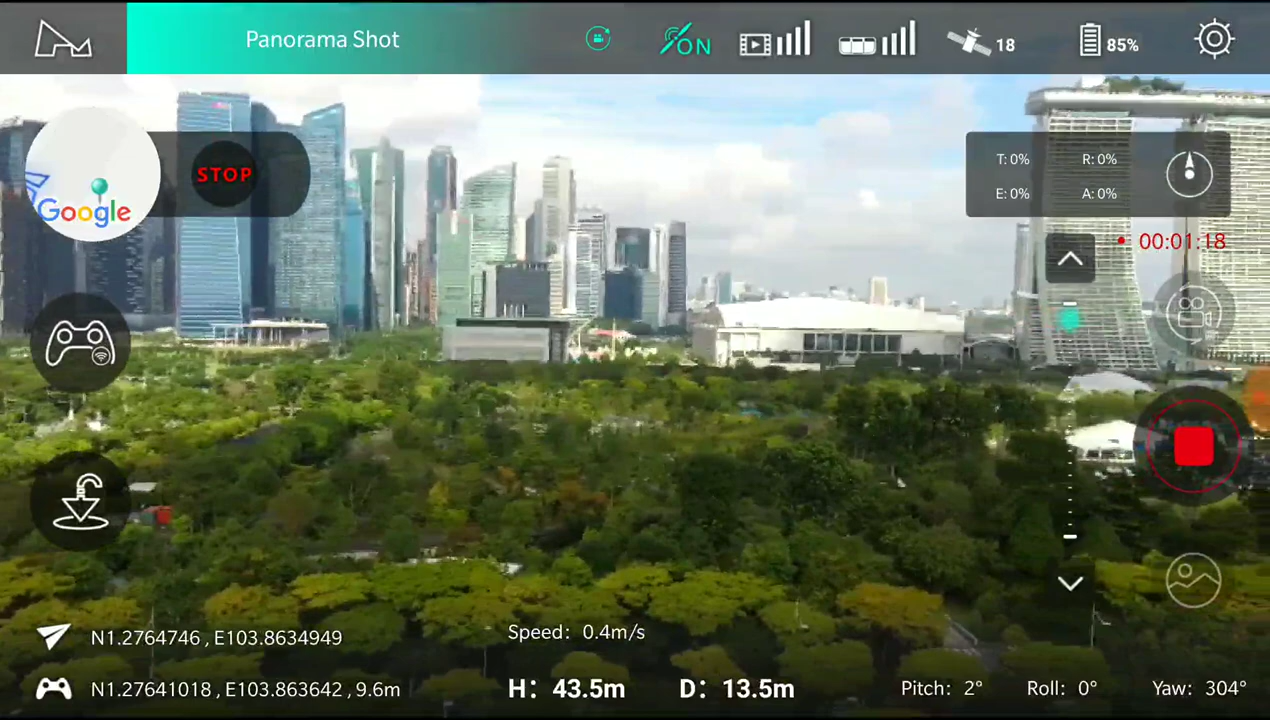 Panorama Shot
ON
18
85%
STOP
Google
T: 0%
R: 0%
E: 0%
A: 0%
00:01:18
N1.2764746 , E103.8634949
Speed: 0.4m/s
N1.27641018 , E103.863642 , 9.6m
H: 43.5m
D: 13.5m
Pitch: 2°
Roll: 0°
Yaw: 304°